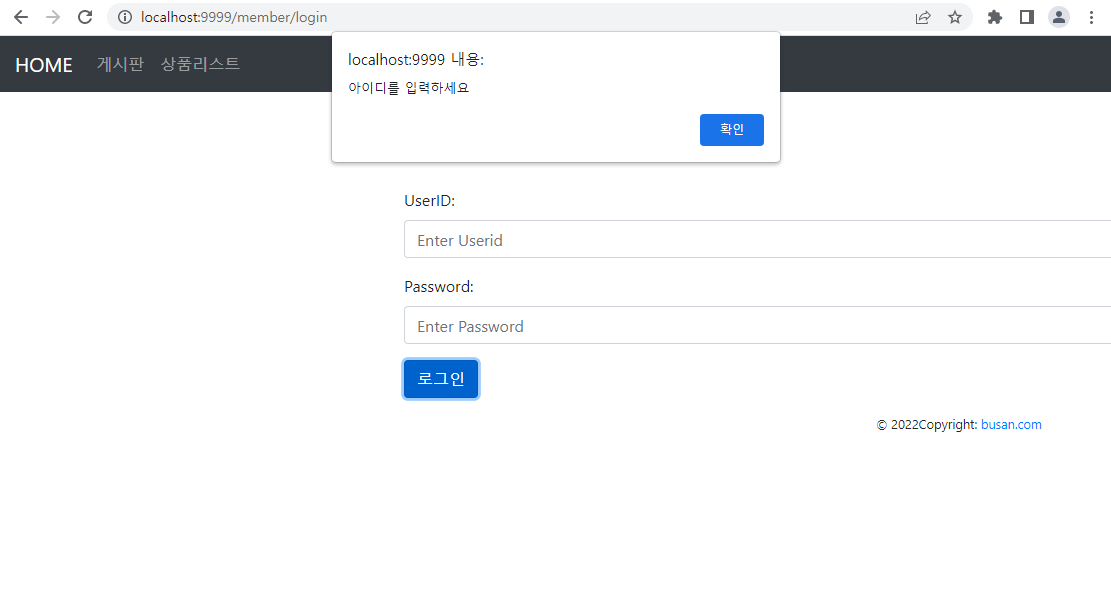 localhost:9999/member/login
HOME 게시판 상품리스트
localhost:9999 내용:
아이디를 입력하세요
확인
UserID:
Enter Userid
Password:
Enter Password
로그인
© 2022Copyright: busan.com